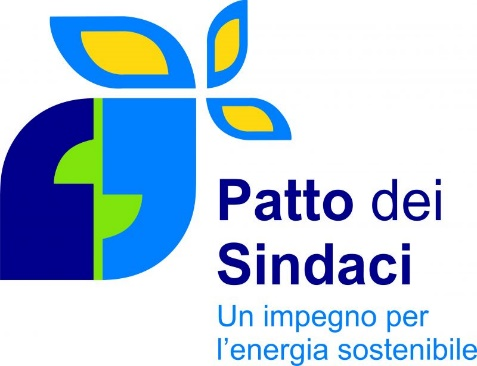 Patto dei
Sindaci
Un impegno per
l'energia sostenibile